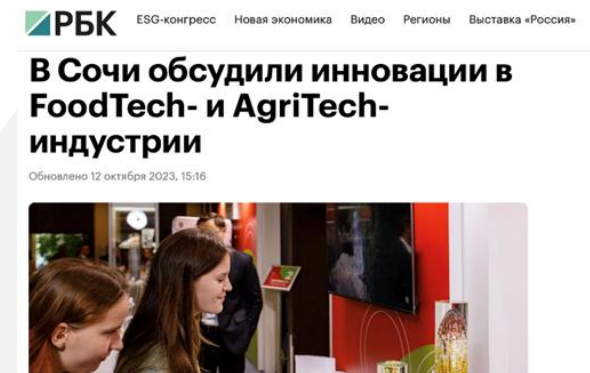 РБК ESG-конгресс Новая экономика Видео Регионы Выставка «Россия»
В Сочи обсудили инновации в
FoodTech- и AgriTech-
индустрии
Обновлено 12 октября 2023, 15:16